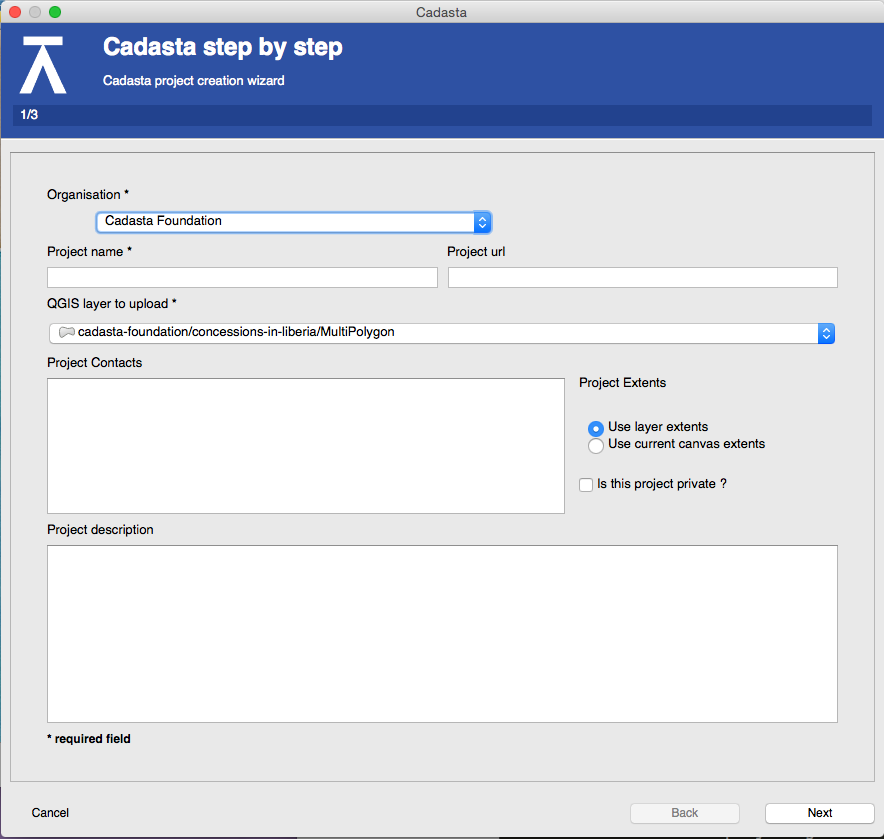 Cadasta
Cadasta step by step
Cadasta project creation wizard
1/3
Organisation *
Cadasta Foundation
Project name * Project url
QGIS layer to upload *
cadasta-foundation/concessions-in-liberia/MultiPolygon
Project Contacts
Project Extents
Use layer extents
Use current canvas extents
Is this project private ?
Project description
* required field
Cancel Back Next